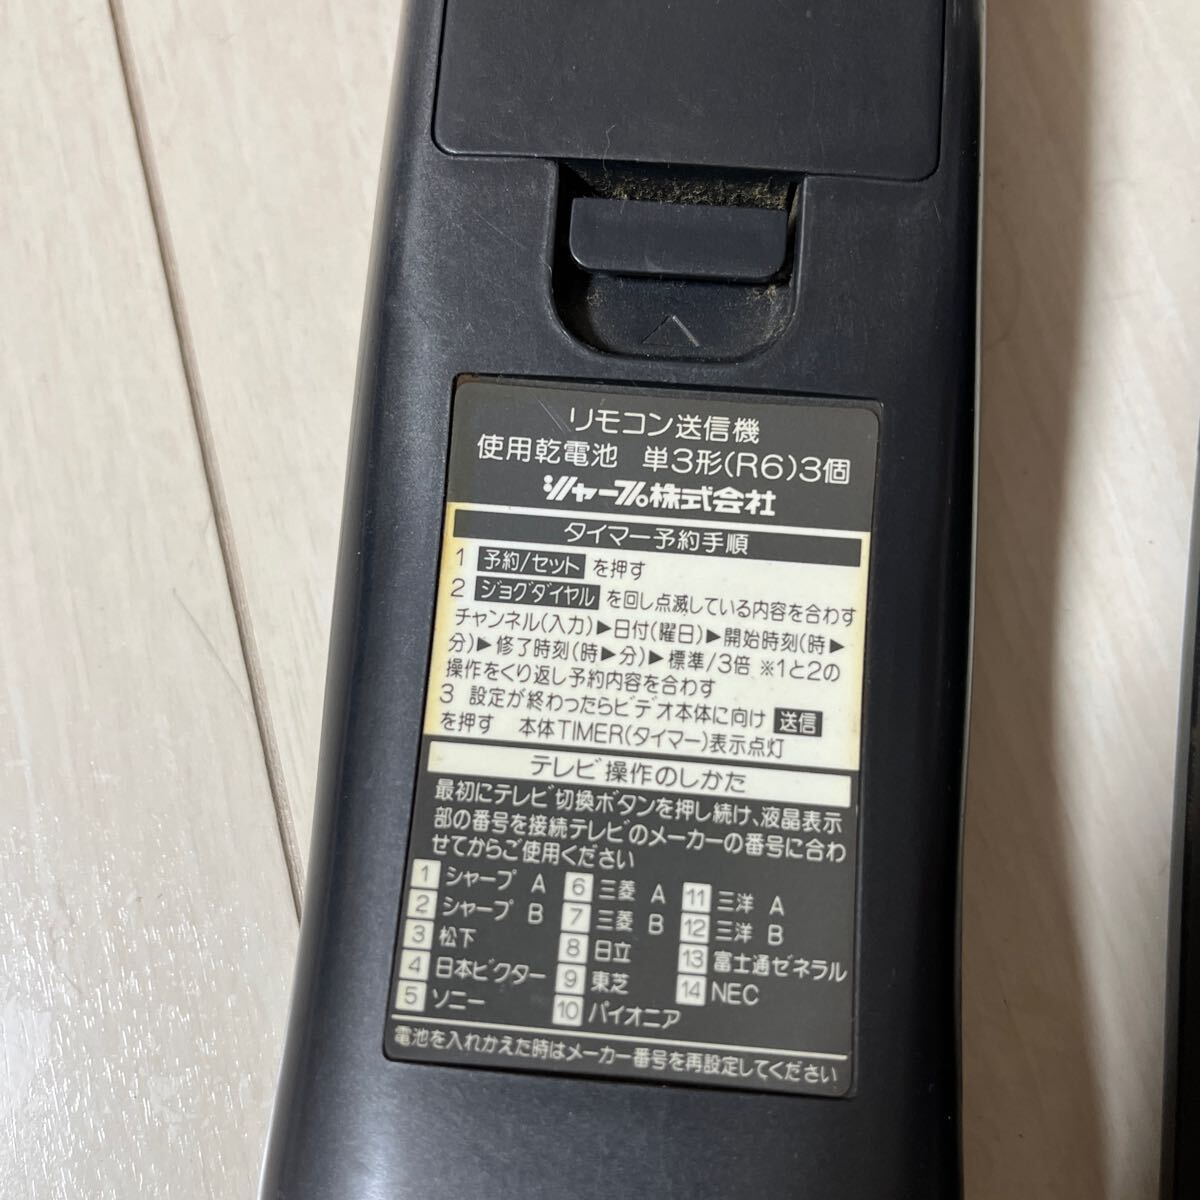 リモコン送信機
使用乾電池 単3形(R6)3個
シャープ株式会社
タイマー予約手順
1 予約/セット を押す
2 ジョグダイヤル を回し点滅している内容を合わす
チャンネル(入力)▶日付(曜日)▶開始時刻(時▶
分)▶修了時刻(時▶分)▶標準/3倍 ※1と2の
操作をくり返し予約内容を合わす
3 設定が終わったらビデオ本体に向け 送信
を押す 本体TIMER(タイマー)表示点灯
テレビ操作のしかた
最初にテレビ切換ボタンを押し続け、液晶表示
部の番号を接続テレビのメーカーの番号に合わ
せてからご使用ください
1 シャープ A 6 三菱 A 11 三洋 A
2 シャープ B 7 三菱 B 12 三洋 B
3 松下 8 日立 13 富士通ゼネラル
4 日本ビクター 9 東芝 14 NEC
5 ソニー 10 パイオニア
電池を入れかえた時はメーカー番号を再設定してください